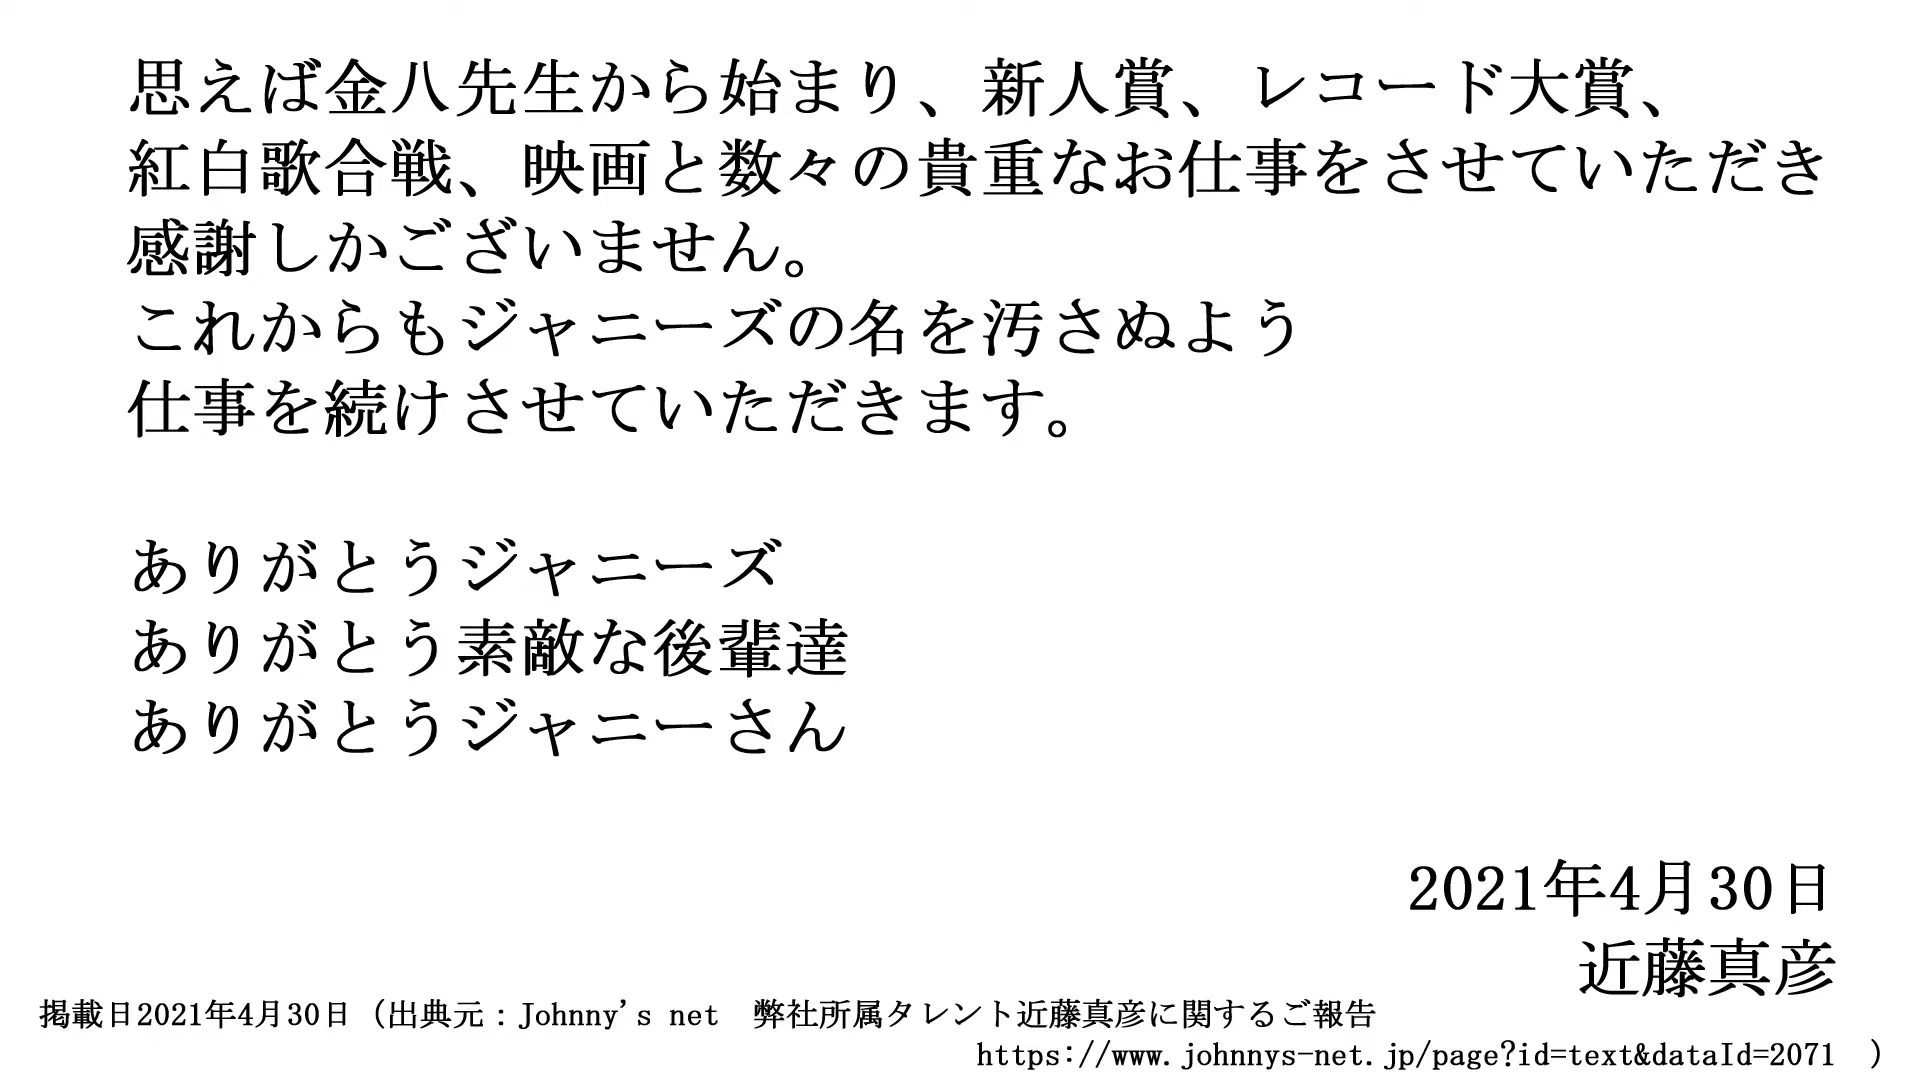 思えば金八先生から始まり、新人賞、レコード大賞、
紅白歌合戦、映画と数々の貴重なお仕事をさせていただき
感謝しかございません。
これからもジャニーズの名を汚さぬよう
仕事を続けさせていただきます。
ありがとうジャニーズ
ありがとう素敵な後輩達
ありがとうジャニーさん
2021年4月30日
近藤真彦
掲載日2021年4月30日（出典元：Johnny's net　弊社所属タレント近藤真彦に関するご報告
https://www.johnnys-net.jp/page?id=text&dataId=2071　）